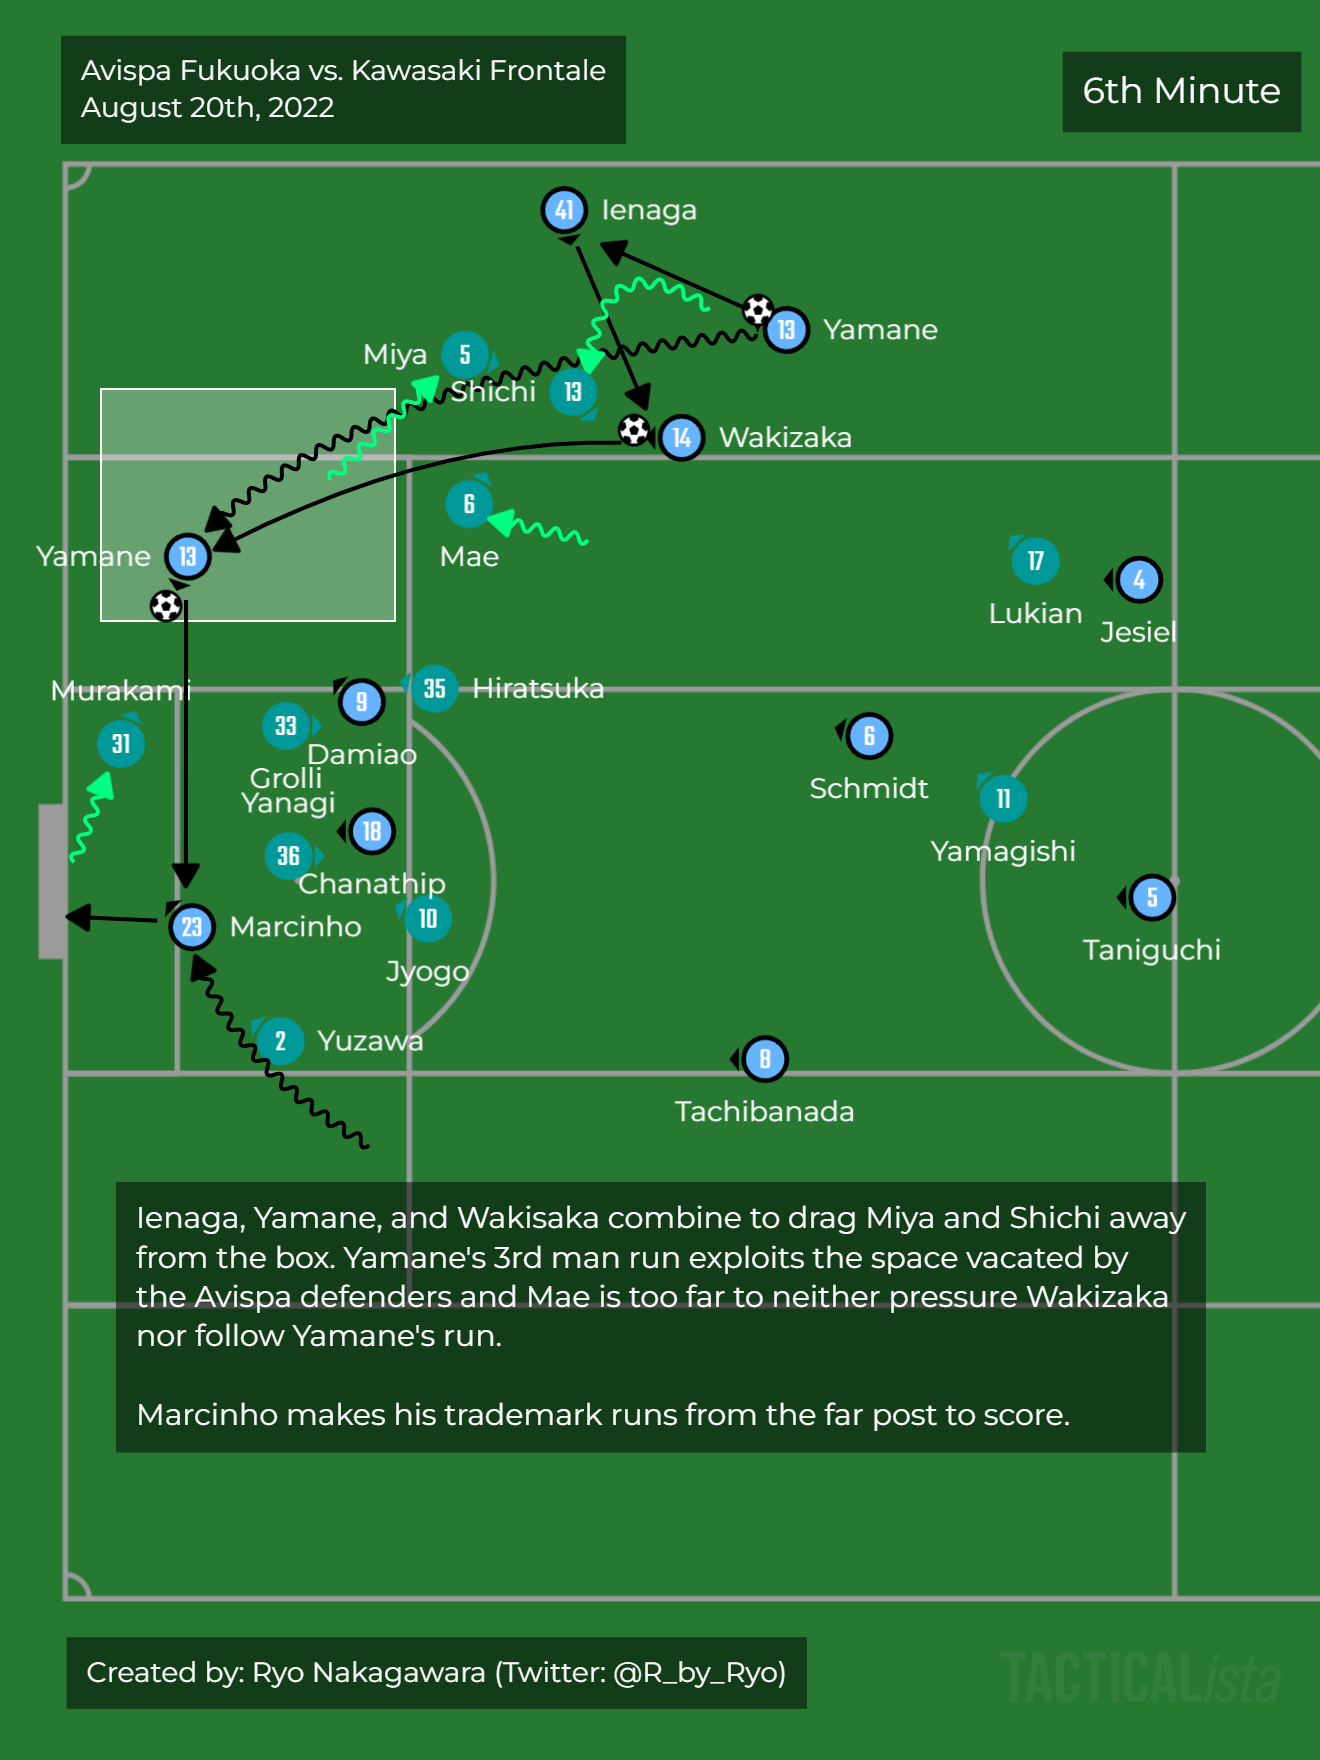 Avispa Fukuoka vs. Kawasaki Frontale
August 20th, 2022
6th Minute
41
Ienaga
13
Yamane
Miya
5
Shichi
13
14
Wakizaka
6
Mae
Yamane
13
17
Lukian
4
Jesiel
Murakami
31
33
Grolli
9
Damiao
35
Hiratsuka
6
Schmidt
11
Yamagishi
Yanagi
36
18
Chanathip
5
Taniguchi
23
Marcinho
10
Jyogo
2
Yuzawa
8
Tachibanada
Ienaga, Yamane, and Wakisaka combine to drag Miya and Shichi away
from the box. Yamane's 3rd man run exploits the space vacated by
the Avispa defenders and Mae is too far to neither pressure Wakizaka
nor follow Yamane's run.
Marcinho makes his trademark runs from the far post to score.
Created by: Ryo Nakagawara (Twitter: @R_by_Ryo)
TACTICALista